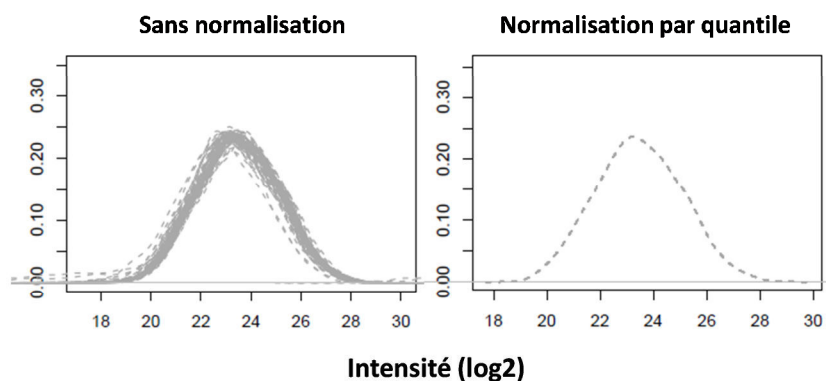 Sans normalisation
Normalisation par quantile
0.30
0.20
0.10
0.00
18 20 22 24 26 28 30
0.30
0.20
0.10
0.00
18 20 22 24 26 28 30
Intensité (log2)